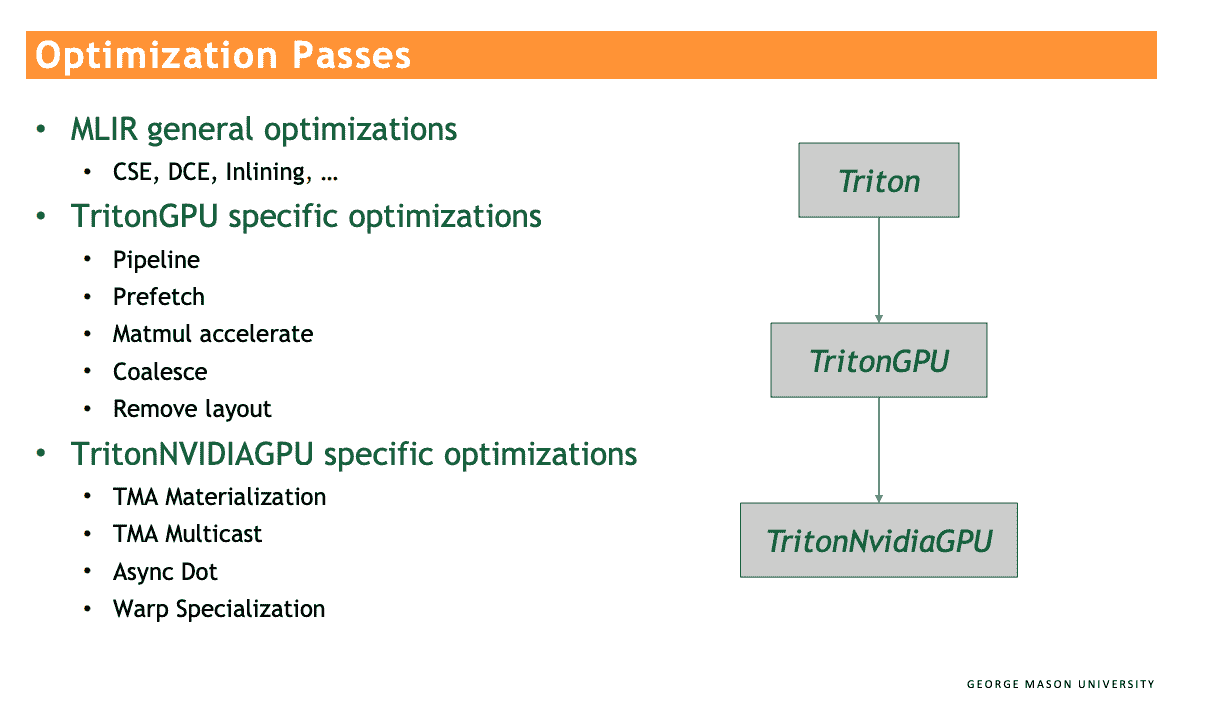 Optimization Passes
• MLIR general optimizations
• CSE, DCE, Inlining, …
• TritonGPU specific optimizations
• Pipeline
• Prefetch
• Matmul accelerate
• Coalesce
• Remove layout
• TritonNVIDIAGPU specific optimizations
• TMA Materialization
• TMA Multicast
• Async Dot
• Warp Specialization
Triton
TritonGPU
TritonNvidiaGPU
GEORGE MASON UNIVERSITY